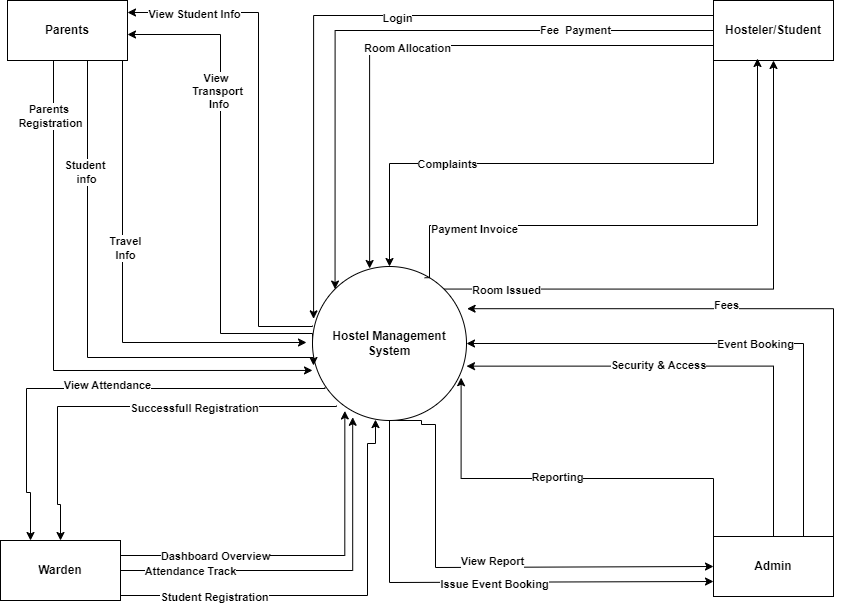 Parents
View Student Info
Login
Fee Payment
Room Allocation
Hosteler/Student
View
Transport
Info
Parents
Registration
Student
info
Complaints
Travel
Info
Payment Invoice
Room Issued
Fees
Hostel Management
System
Event Booking
Security & Access
View Attendance
Successfull Registration
Reporting
Warden
Dashboard Overview
Attendance Track
Student Registration
View Report
Issue Event Booking
Admin